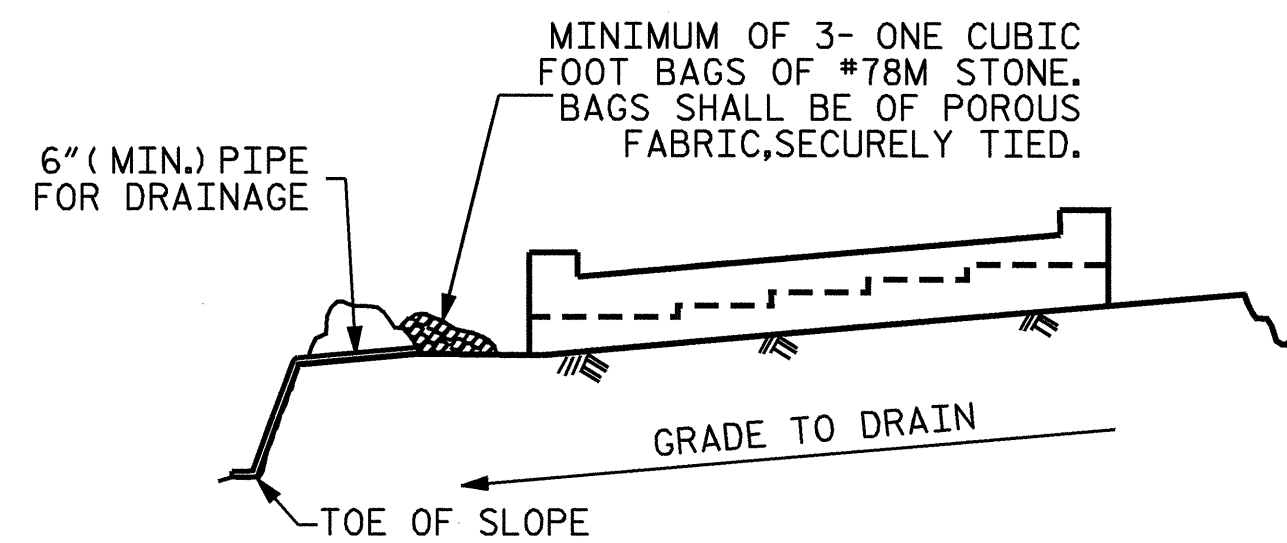 MINIMUM OF 3- ONE CUBIC
FOOT BAGS OF #78M STONE.
BAGS SHALL BE OF POROUS
FABRIC,SECURELY TIED.
6"(MIN.) PIPE
FOR DRAINAGE
GRADE TO DRAIN
TOE OF SLOPE